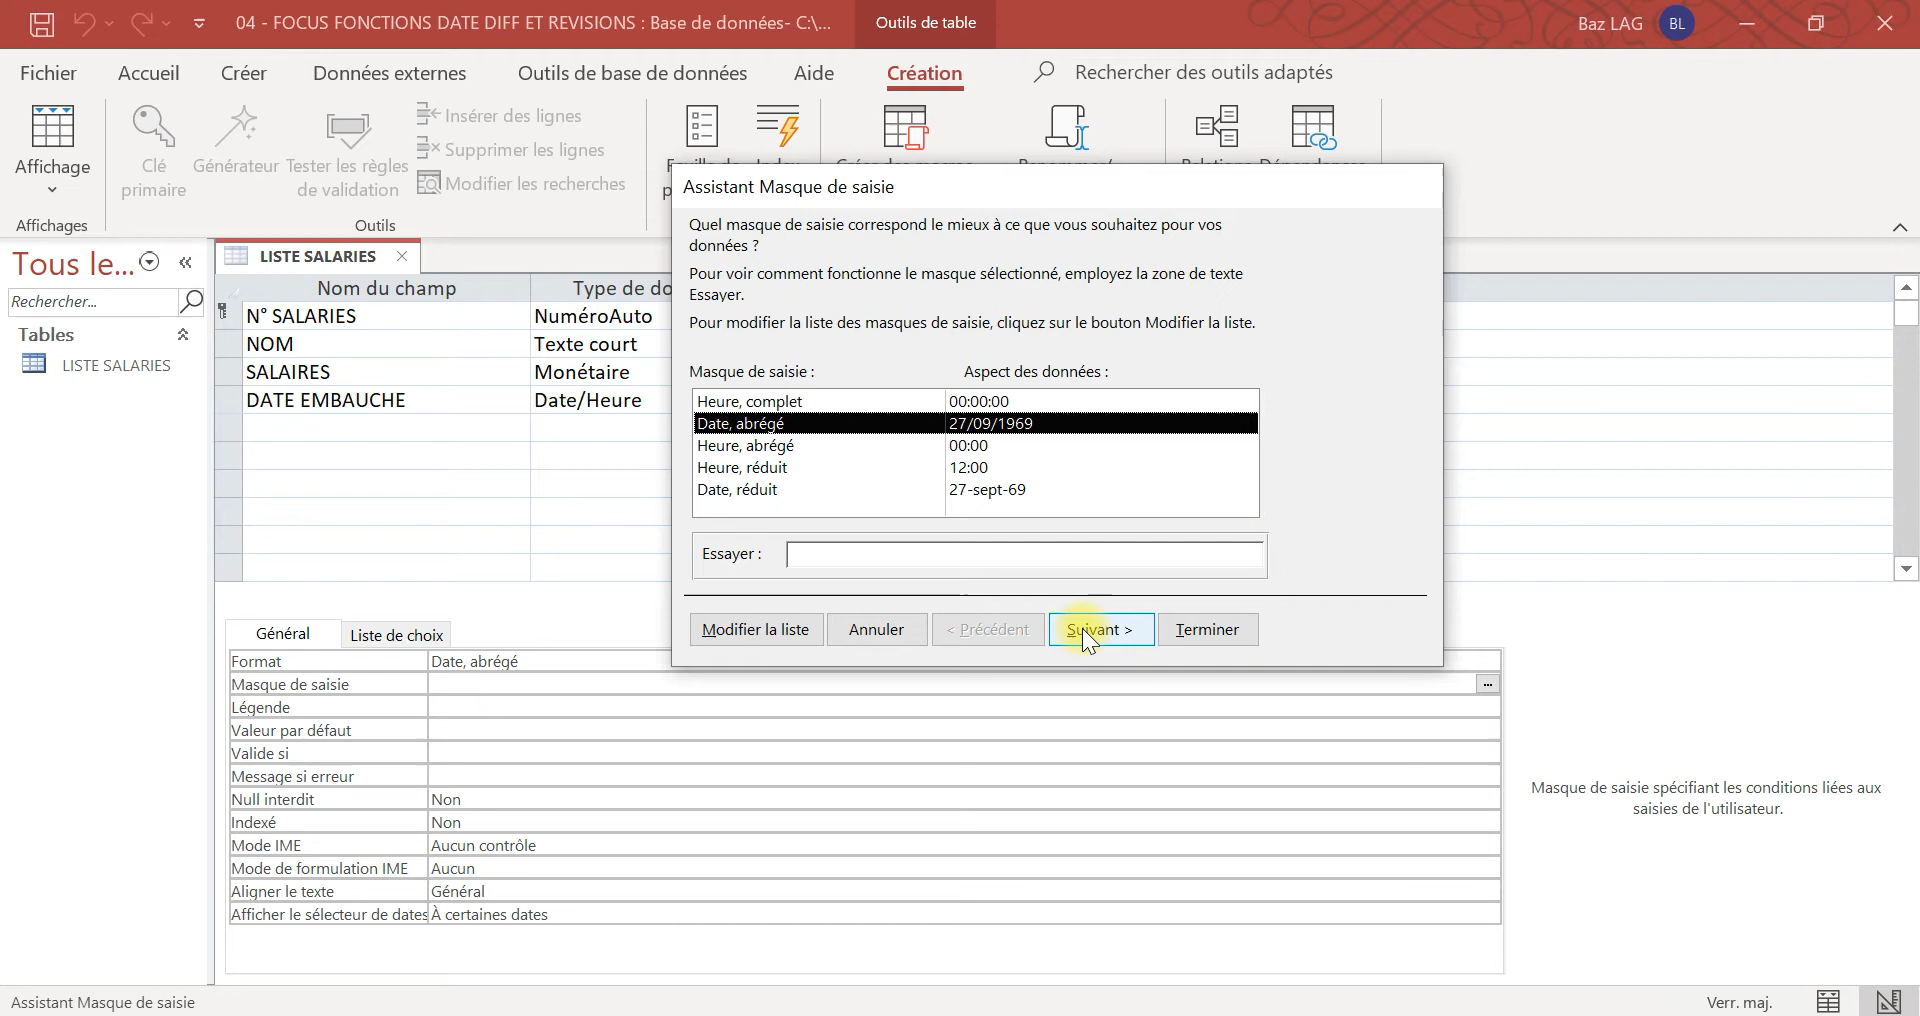 04 - FOCUS FONCTIONS DATE DIFF ET REVISIONS : Base de données- C:\...
Outils de table
Baz LAG
BL
Fichier
Accueil
Créer
Données externes
Outils de base de données
Aide
Création
Rechercher des outils adaptés
Affichage
Clé
primaire
Générateur
Tester les règles
de validation
Insérer des lignes
Supprimer les lignes
Modifier les recherches
Affichages
Outils
Tous le...
Rechercher...
Tables
LISTE SALARIES
LISTE SALARIES
Nom du champ
Type de do
N° SALARIES
NuméroAuto
NOM
Texte court
SALAIRES
Monétaire
DATE EMBAUCHE
Date/Heure
Assistant Masque de saisie
Quel masque de saisie correspond le mieux à ce que vous souhaitez pour vos
données ?
Pour voir comment fonctionne le masque sélectionné, employez la zone de texte
Essayer.
Pour modifier la liste des masques de saisie, cliquez sur le bouton Modifier la liste.
Masque de saisie :
Aspect des données :
Heure, complet
00:00:00
Date, abrégé
27/09/1969
Heure, abrégé
00:00
Heure, réduit
12:00
Date, réduit
27-sept-69
Essayer :
Modifier la liste
Annuler
< Précédent
Suivant >
Terminer
Général
Liste de choix
Format
Date, abrégé
Masque de saisie
...
Légende
Valeur par défaut
Valide si
Message si erreur
Null interdit
Non
Indexé
Non
Mode IME
Aucun contrôle
Mode de formulation IME
Aucun
Aligner le texte
Général
Afficher le sélecteur de dates
À certaines dates
Masque de saisie spécifiant les conditions liées aux
saisies de l'utilisateur.
Assistant Masque de saisie
Verr. maj.